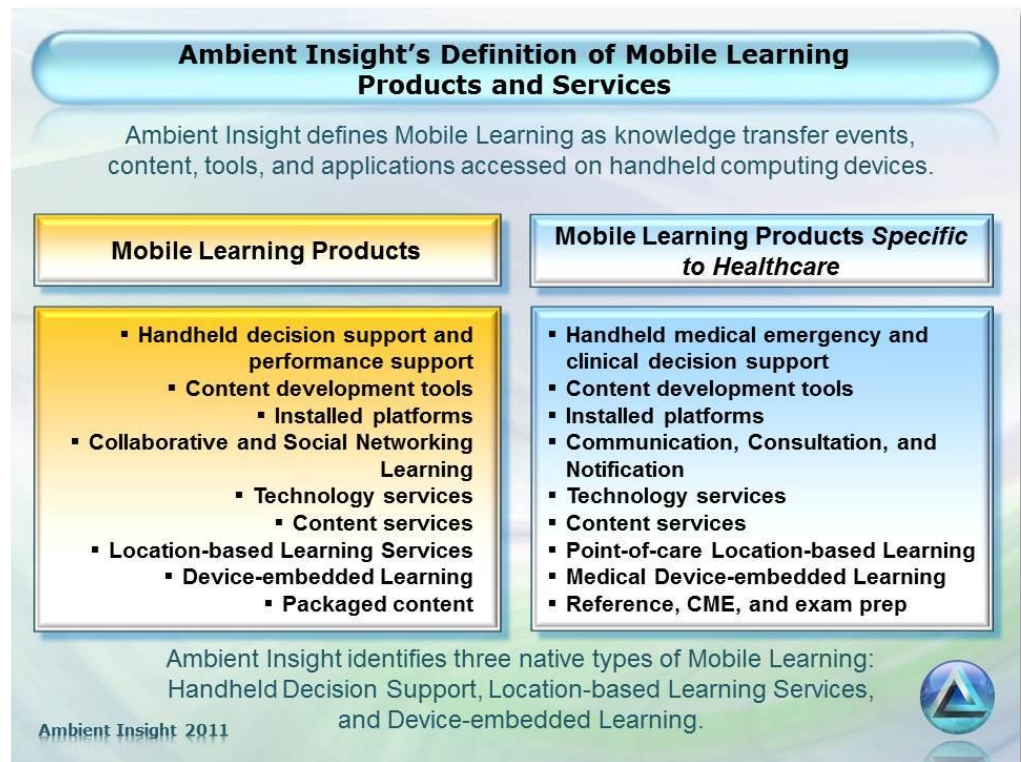 Ambient Insight's Definition of Mobile Learning
Products and Services
Ambient Insight defines Mobile Learning as knowledge transfer events,
content, tools, and applications accessed on handheld computing devices.
Mobile Learning Products
▪ Handheld decision support and
performance support
▪ Content development tools
▪ Installed platforms
▪ Collaborative and Social Networking
Learning
▪ Technology services
▪ Content services
▪ Location-based Learning Services
▪ Device-embedded Learning
▪ Packaged content
Mobile Learning Products Specific
to Healthcare
▪ Handheld medical emergency and
clinical decision support
▪ Content development tools
▪ Installed platforms
▪ Communication, Consultation, and
Notification
▪ Technology services
▪ Content services
▪ Point-of-care Location-based Learning
▪ Medical Device-embedded Learning
▪ Reference, CME, and exam prep
Ambient Insight identifies three native types of Mobile Learning:
Handheld Decision Support, Location-based Learning Services,
and Device-embedded Learning.
Ambient Insight 2011